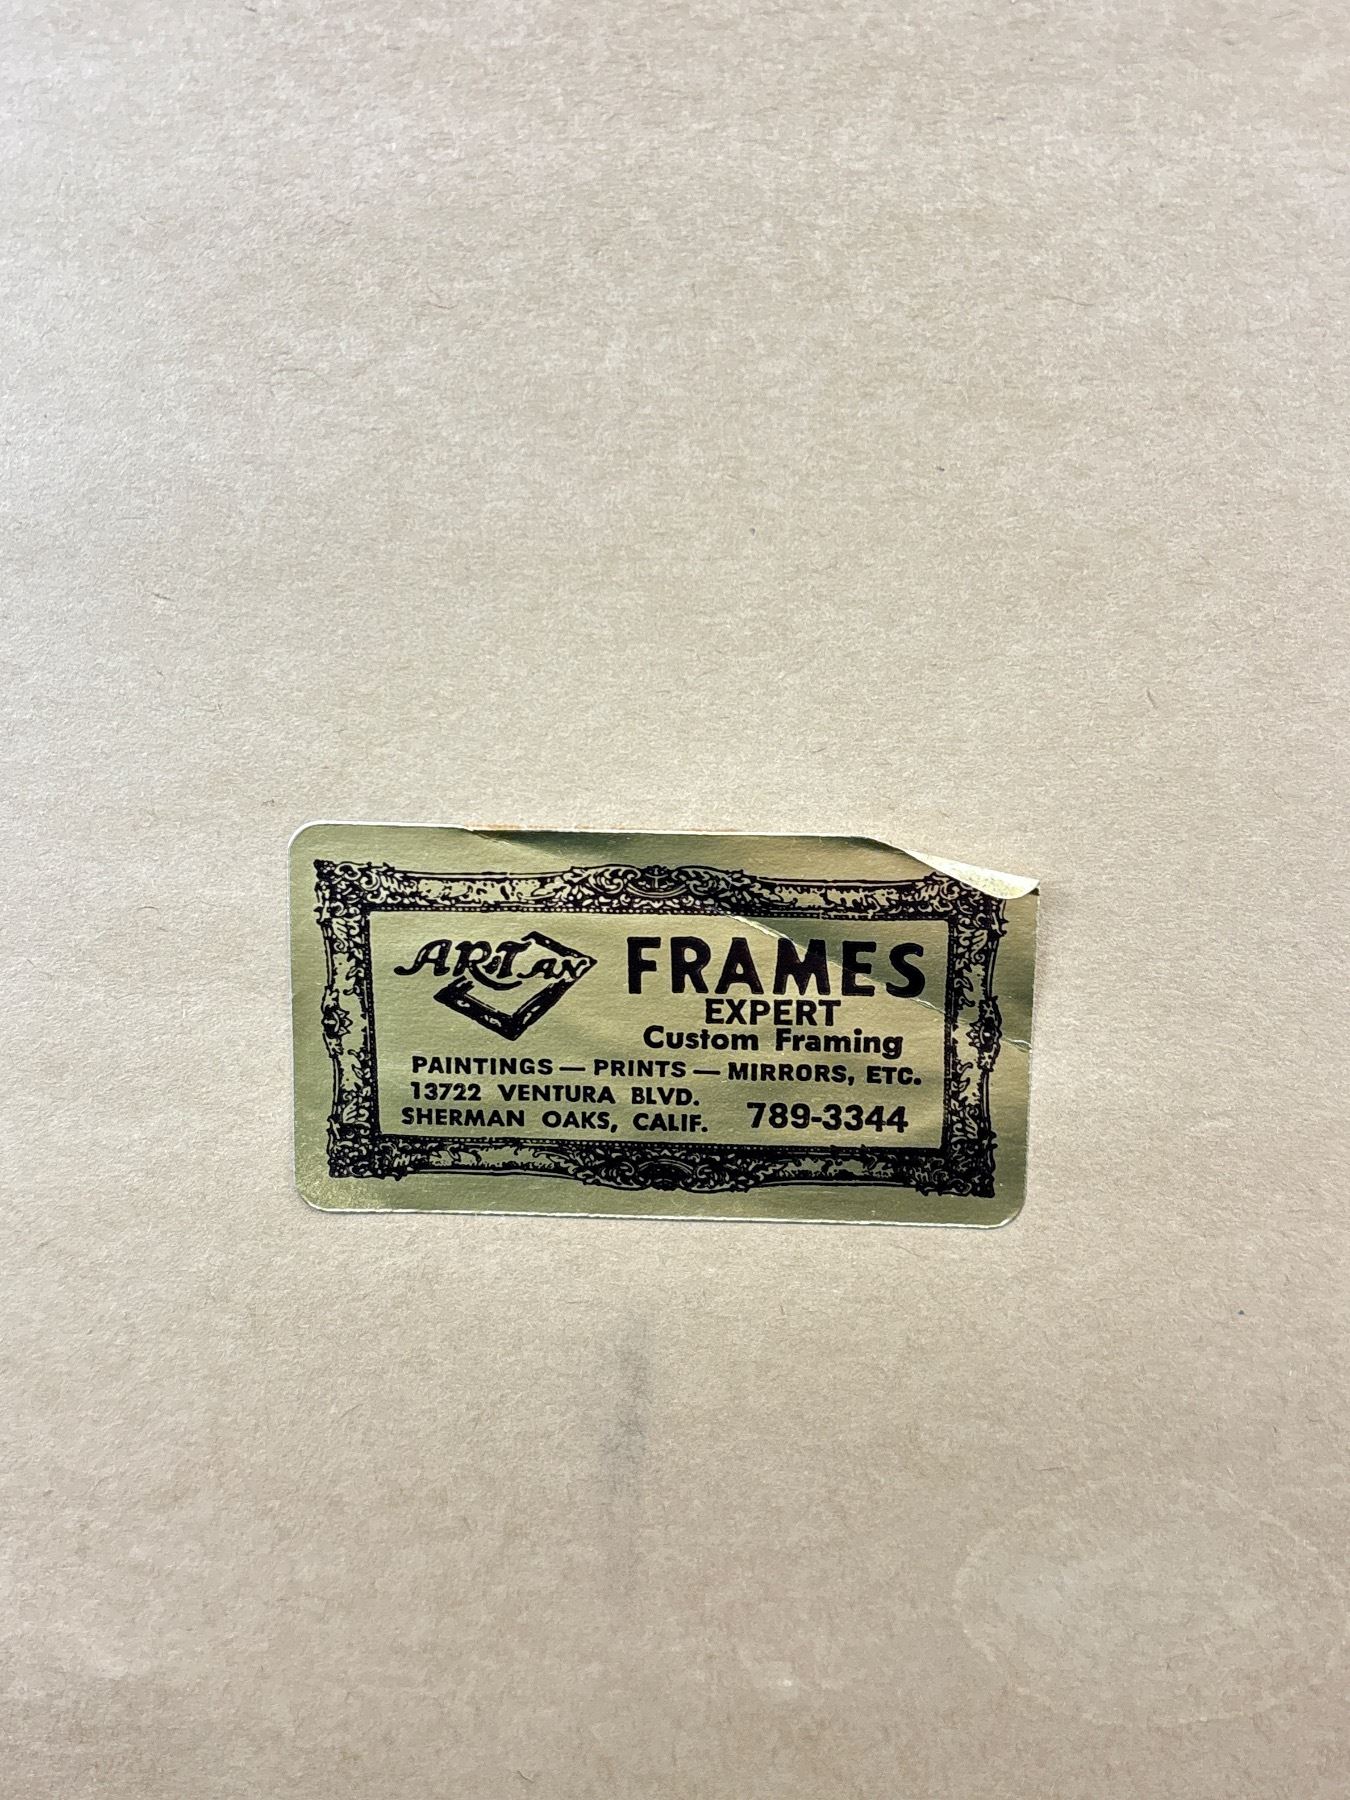 ARTAN
FRAMES
EXPERT
Custom Framing
PAINTINGS — PRINTS — MIRRORS, ETC.
13722 VENTURA BLVD.
SHERMAN OAKS, CALIF. 789-3344